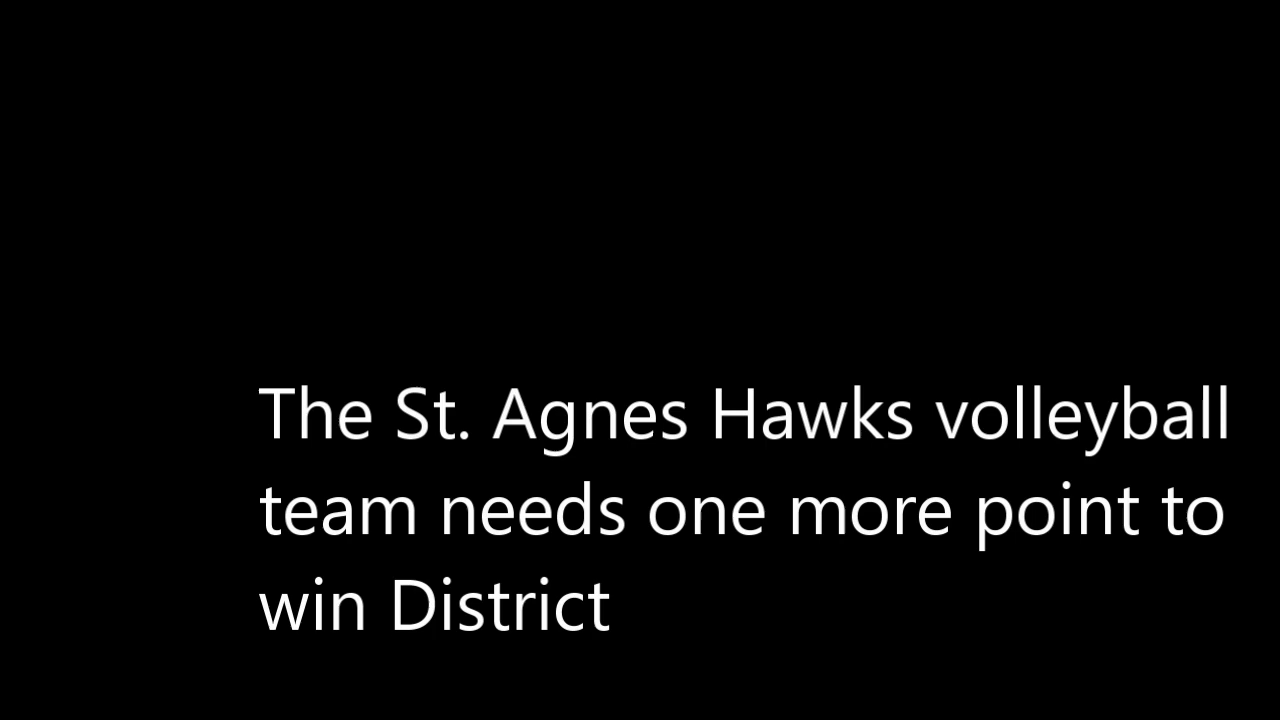 The St. Agnes Hawks volleyball
team needs one more point to
win District